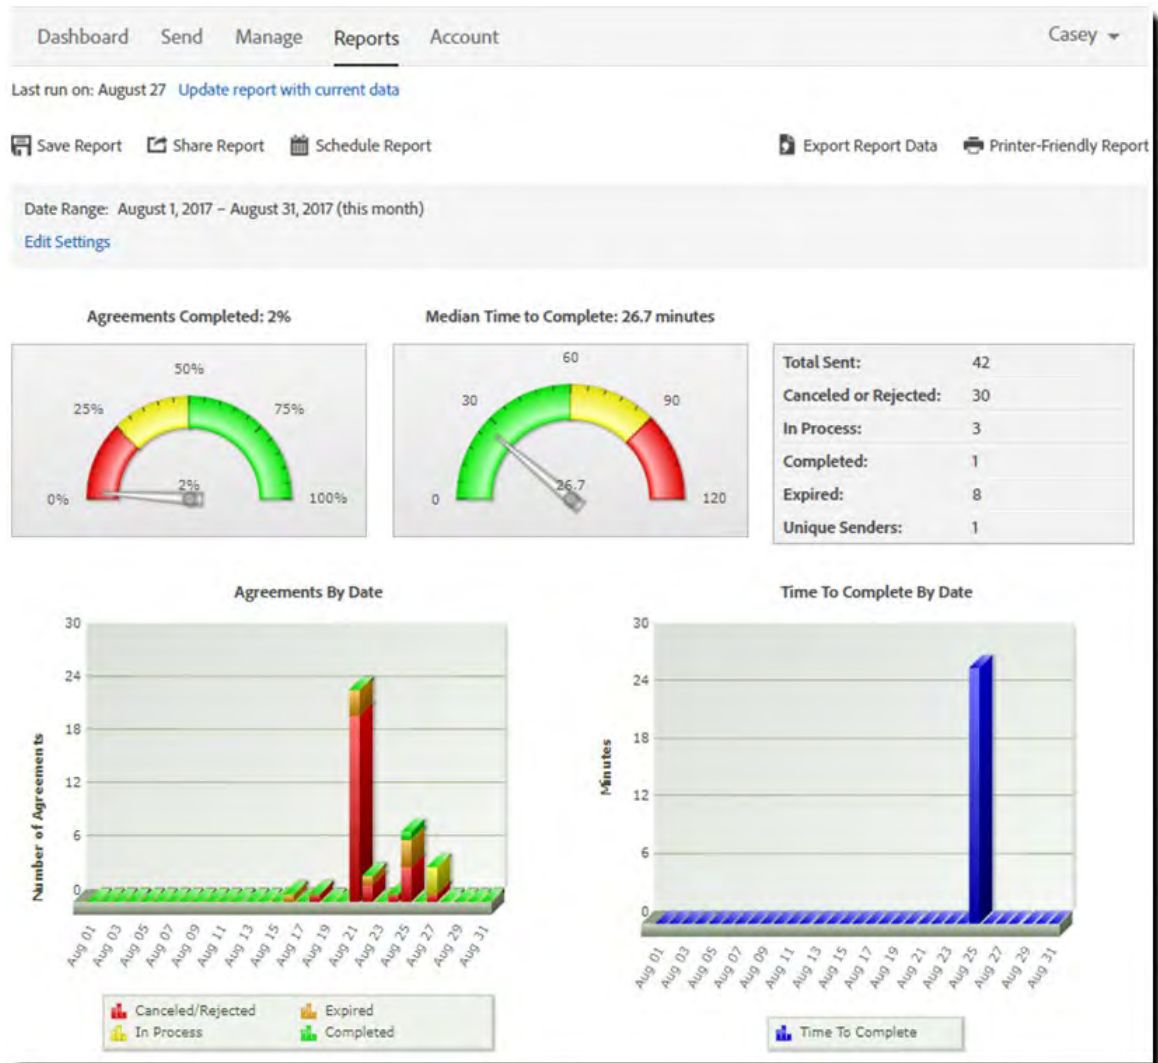 Dashboard Send Manage Reports Account Casey
Last run on: August 27 Update report with current data
Save Report Share Report Schedule Report Export Report Data Printer-Friendly Report
Date Range: August 1, 2017 – August 31, 2017 (this month)
Edit Settings
Agreements Completed: 2%
0%
25%
50%
75%
100%
2%
Median Time to Complete: 26.7 minutes
0
30
60
90
120
26.7
Total Sent: 42
Canceled or Rejected: 30
In Process: 3
Completed: 1
Expired: 8
Unique Senders: 1
Agreements By Date
Number of Agreements
30
24
18
12
6
0
Aug 01 Aug 03 Aug 05 Aug 07 Aug 09 Aug 11 Aug 13 Aug 15 Aug 17 Aug 19 Aug 21 Aug 23 Aug 25 Aug 27 Aug 29 Aug 31
Canceled/Rejected Expired
In Process Completed
Time To Complete By Date
Minutes
30
24
18
12
6
0
Aug 01 Aug 03 Aug 05 Aug 07 Aug 09 Aug 11 Aug 13 Aug 15 Aug 17 Aug 19 Aug 21 Aug 23 Aug 25 Aug 27 Aug 29 Aug 31
Time To Complete